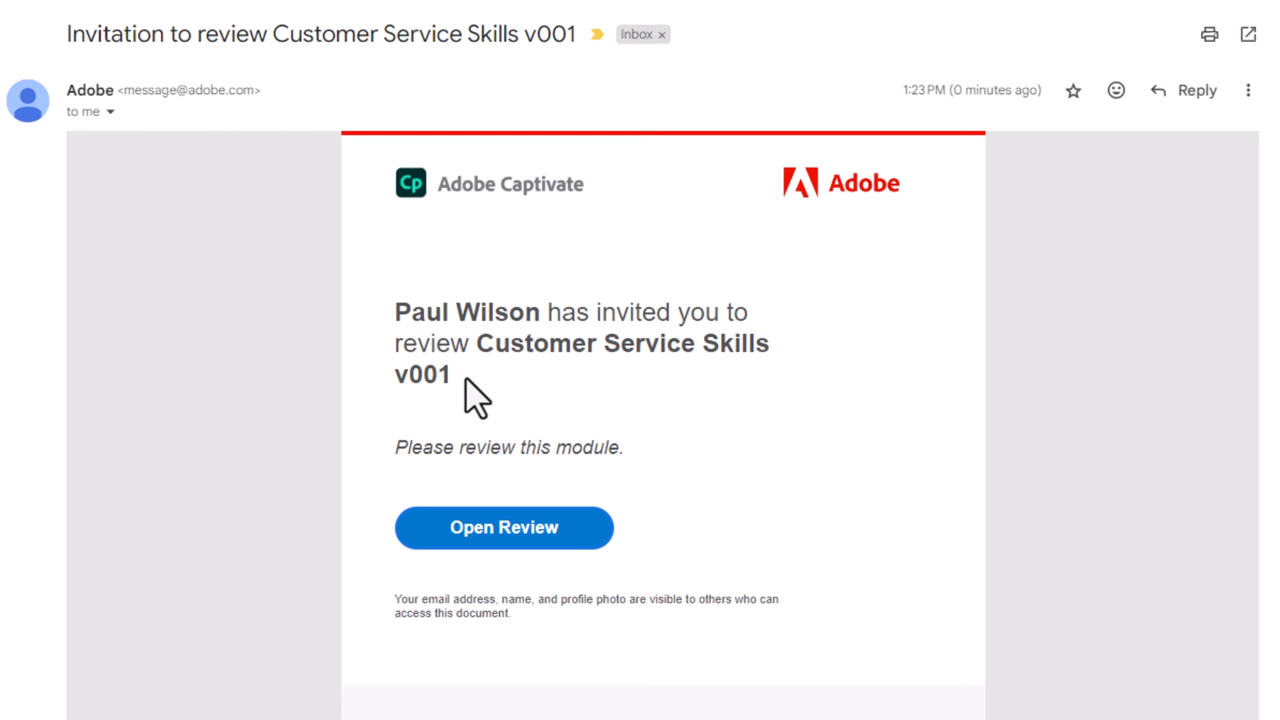 Invitation to review Customer Service Skills v001 Inbox x
Adobe <message@adobe.com> 1:23 PM (0 minutes ago) Reply
to me
Cp Adobe Captivate Adobe
Paul Wilson has invited you to
review Customer Service Skills
v001
Please review this module.
Open Review
Your email address, name, and profile photo are visible to others who can
access this document.